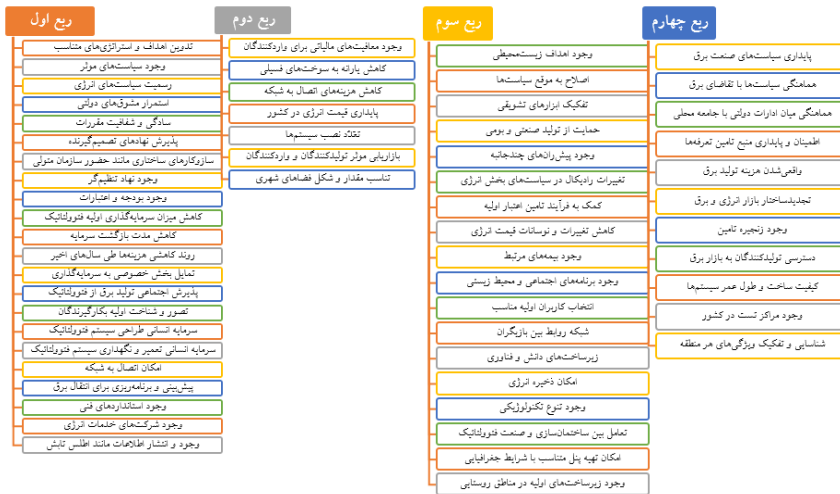 ربع اول
تدوین اهداف و استراتژی‌های متناسب
وجود سیاست‌های موثر
رسمیت سیاست‌های انرژی
استمرار مشوق‌های دولتی
سادگی و شفافیت مقررات
پذیرش نهادهای تصمیم‌گیرنده
سازوکارهای ساختاری مانند حضور سازمان متولی
وجود نهاد تنظیم‌گر
وجود بودجه و اعتبارات
کاهش میزان سرمایه‌گذاری اولیه فتوولتائیک
کاهش مدت بازگشت سرمایه
روند کاهشی هزینه‌ها طی سال‌های اخیر
تمایل بخش خصوصی به سرمایه‌گذاری
پذیرش اجتماعی تولید برق از فتوولتائیک
تصور و شناخت اولیه بکارگیرندگان
سرمایه انسانی طراحی سیستم فتوولتائیک
سرمایه انسانی تعمیر و نگهداری سیستم فتوولتائیک
امکان اتصال به شبکه
پیش‌بینی و برنامه‌ریزی برای انتقال برق
وجود استانداردهای فنی
وجود شرکت‌های خدمات انرژی
وجود و انتشار اطلاعات مانند اطلس تابش
ربع دوم
وجود معافیت‌های مالیاتی برای واردکنندگان
کاهش یارانه به سوخت‌های فسیلی
کاهش هزینه‌های اتصال به شبکه
پایداری قیمت انرژی در کشور
تعدد نصب سیستم‌ها
بازاریابی موثر تولیدکنندگان و واردکنندگان
تناسب مقدار و شکل فضاهای شهری
ربع سوم
وجود اهداف زیست‌محیطی
اصلاح به موقع سیاست‌ها
تفکیک ابزارهای تشویقی
حمایت از تولید صنعتی و بومی
وجود پیش‌ران‌های چندجانبه
تغییرات رادیکال در سیاست‌های بخش انرژی
کمک به فرآیند تامین اعتبار اولیه
کاهش تغییرات و نوسانات قیمت انرژی
وجود بیمه‌های مرتبط
وجود برنامه‌های اجتماعی و محیط زیستی
انتخاب کاربران اولیه مناسب
شبکه روابط بین بازیگران
زیرساخت‌های دانش و فناوری
امکان ذخیره انرژی
وجود تنوع تکنولوژیکی
تعامل بین ساختمان‌سازی و صنعت فتوولتائیک
امکان تهیه پنل متناسب با شرایط جغرافیایی
وجود زیرساخت‌های اولیه در مناطق روستایی
ربع چهارم
پایداری سیاست‌های صنعت برق
هماهنگی سیاست‌ها با تقاضای برق
هماهنگی میان ادارات دولتی با جامعه محلی
اطمینان و پایداری منبع تامین تعرفه‌ها
واقعی‌شدن هزینه تولید برق
تجدیدساختار بازار انرژی و برق
وجود زنجیره تامین
دسترسی تولیدکنندگان به بازار برق
کیفیت ساخت و طول عمر سیستم‌ها
وجود مراکز تست در کشور
شناسایی و تفکیک ویژگی‌های هر منطقه